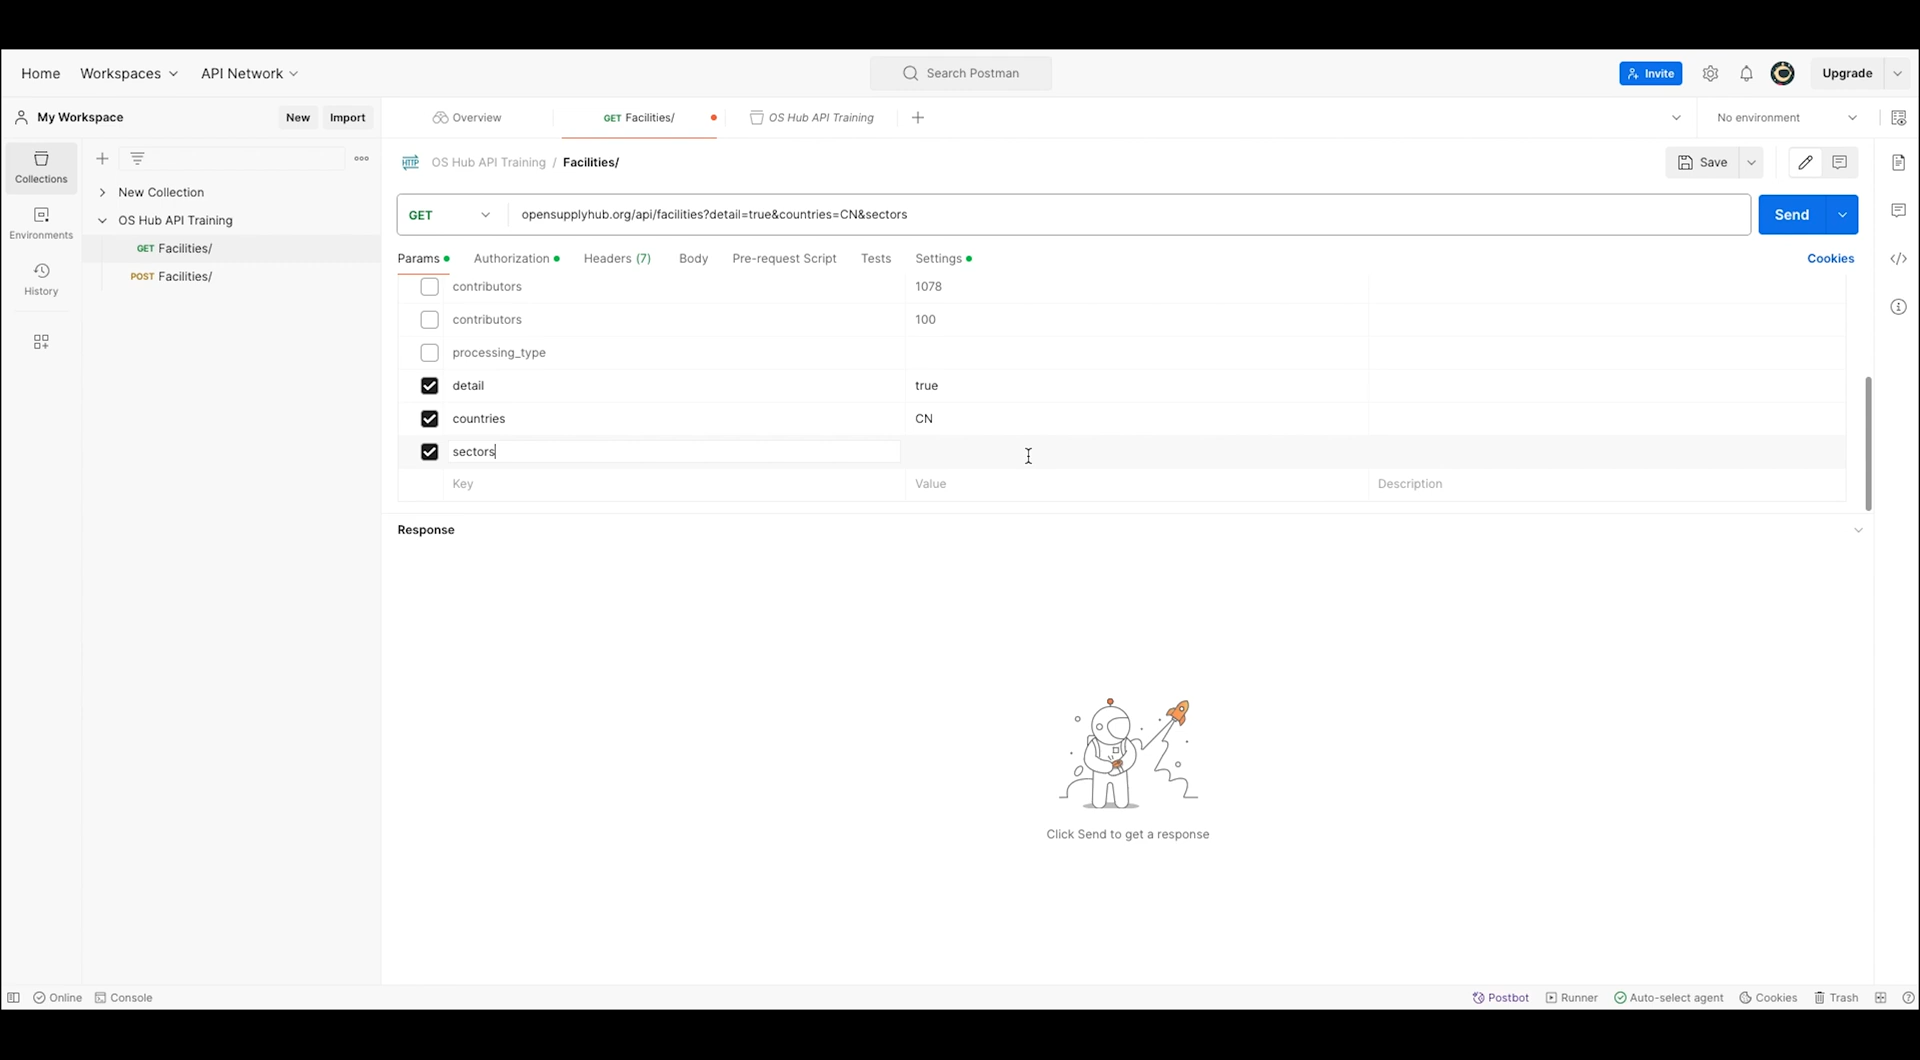 Home Workspaces API Network Search Postman Invite Upgrade
My Workspace New Import Overview GET Facilities/ OS Hub API Training No environment
Collections
Environments
History
New Collection
OS Hub API Training
GET Facilities/
POST Facilities/
HTTP OS Hub API Training / Facilities/ Save
GET opensupplyhub.org/api/facilities?detail=true&countries=CN&sectors Send
Params Authorization Headers (7) Body Pre-request Script Tests Settings Cookies
contributors 1078
contributors 100
processing_type
detail true
countries CN
sectors
Key Value Description
Response
Click Send to get a response
Online Console Postbot Runner Auto-select agent Cookies Trash